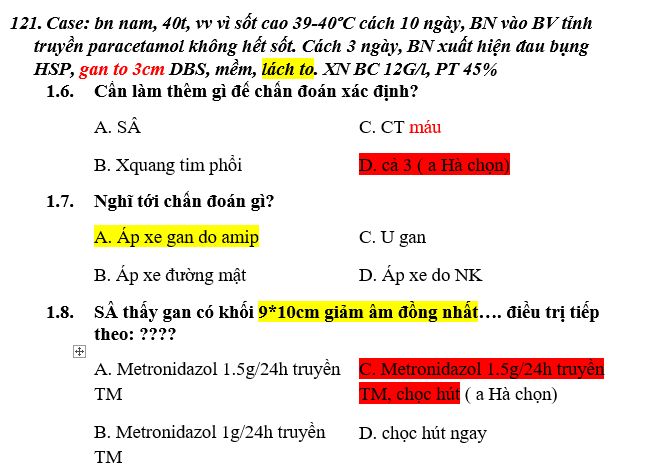 121. Case: bn nam, 40t, vv vì sốt cao 39-40°C cách 10 ngày, BN vào BV tỉnh
truyền paracetamol không hết sốt. Cách 3 ngày, BN xuất hiện đau bụng
HSP, gan to 3cm DBS, mềm, lách to. XN BC 12G/l, PT 45%
1.6. Cần làm thêm gì để chẩn đoán xác định?
A. SÂ C. CT máu
B. Xquang tim phổi D. cả 3 ( a Hà chọn)
1.7. Nghĩ tới chẩn đoán gì?
A. Áp xe gan do amip C. U gan
B. Áp xe đường mật D. Áp xe do NK
1.8. SÂ thấy gan có khối 9*10cm giảm âm đồng nhất…. điều trị tiếp
theo: ????
A. Metronidazol 1.5g/24h truyền C. Metronidazol 1.5g/24h truyền
TM TM, chọc hút ( a Hà chọn)
B. Metronidazol 1g/24h truyền D. chọc hút ngay
TM